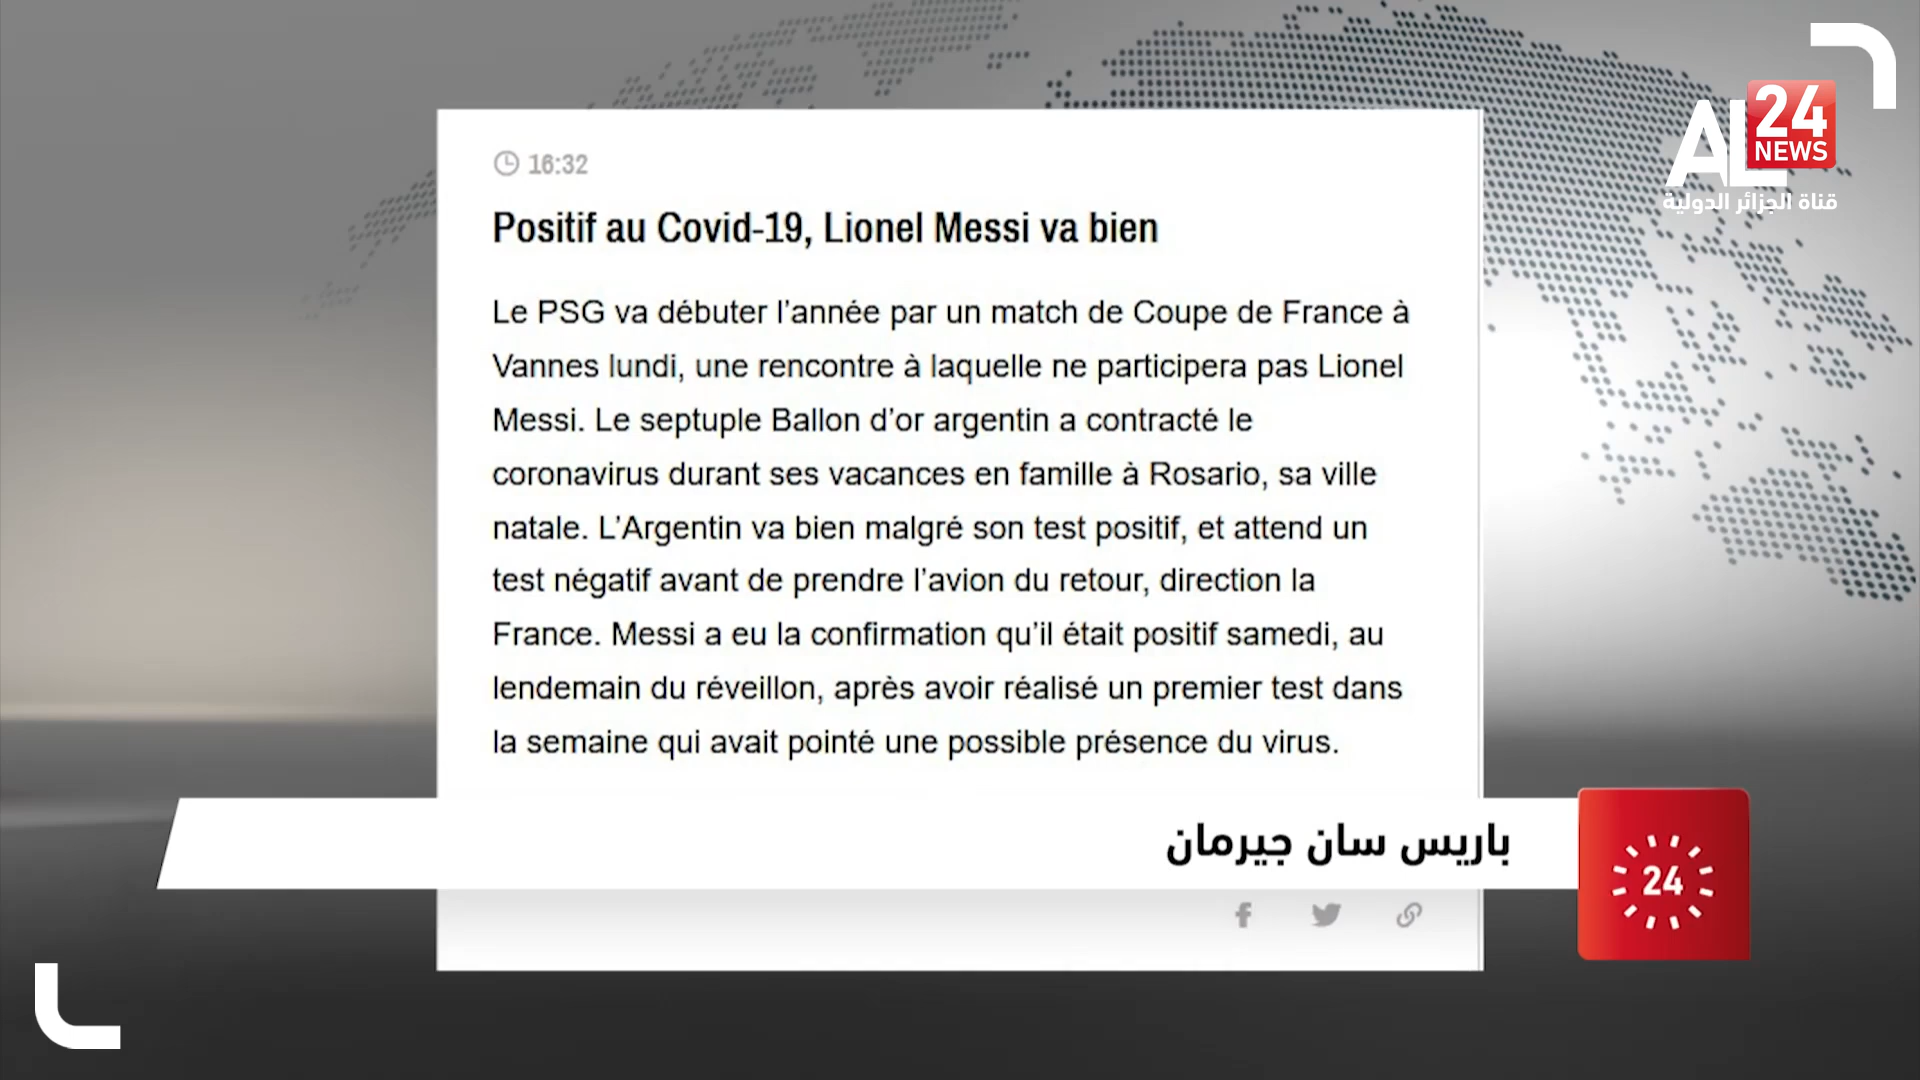 AL
24
NEWS
قناة الجزائر الدولية
16:32
Positif au Covid-19, Lionel Messi va bien
Le PSG va débuter l’année par un match de Coupe de France à
Vannes lundi, une rencontre à laquelle ne participera pas Lionel
Messi. Le septuple Ballon d’or argentin a contracté le
coronavirus durant ses vacances en famille à Rosario, sa ville
natale. L’Argentin va bien malgré son test positif, et attend un
test négatif avant de prendre l’avion du retour, direction la
France. Messi a eu la confirmation qu’il était positif samedi, au
lendemain du réveillon, après avoir réalisé un premier test dans
la semaine qui avait pointé une possible présence du virus.
باريس سان جيرمان
24